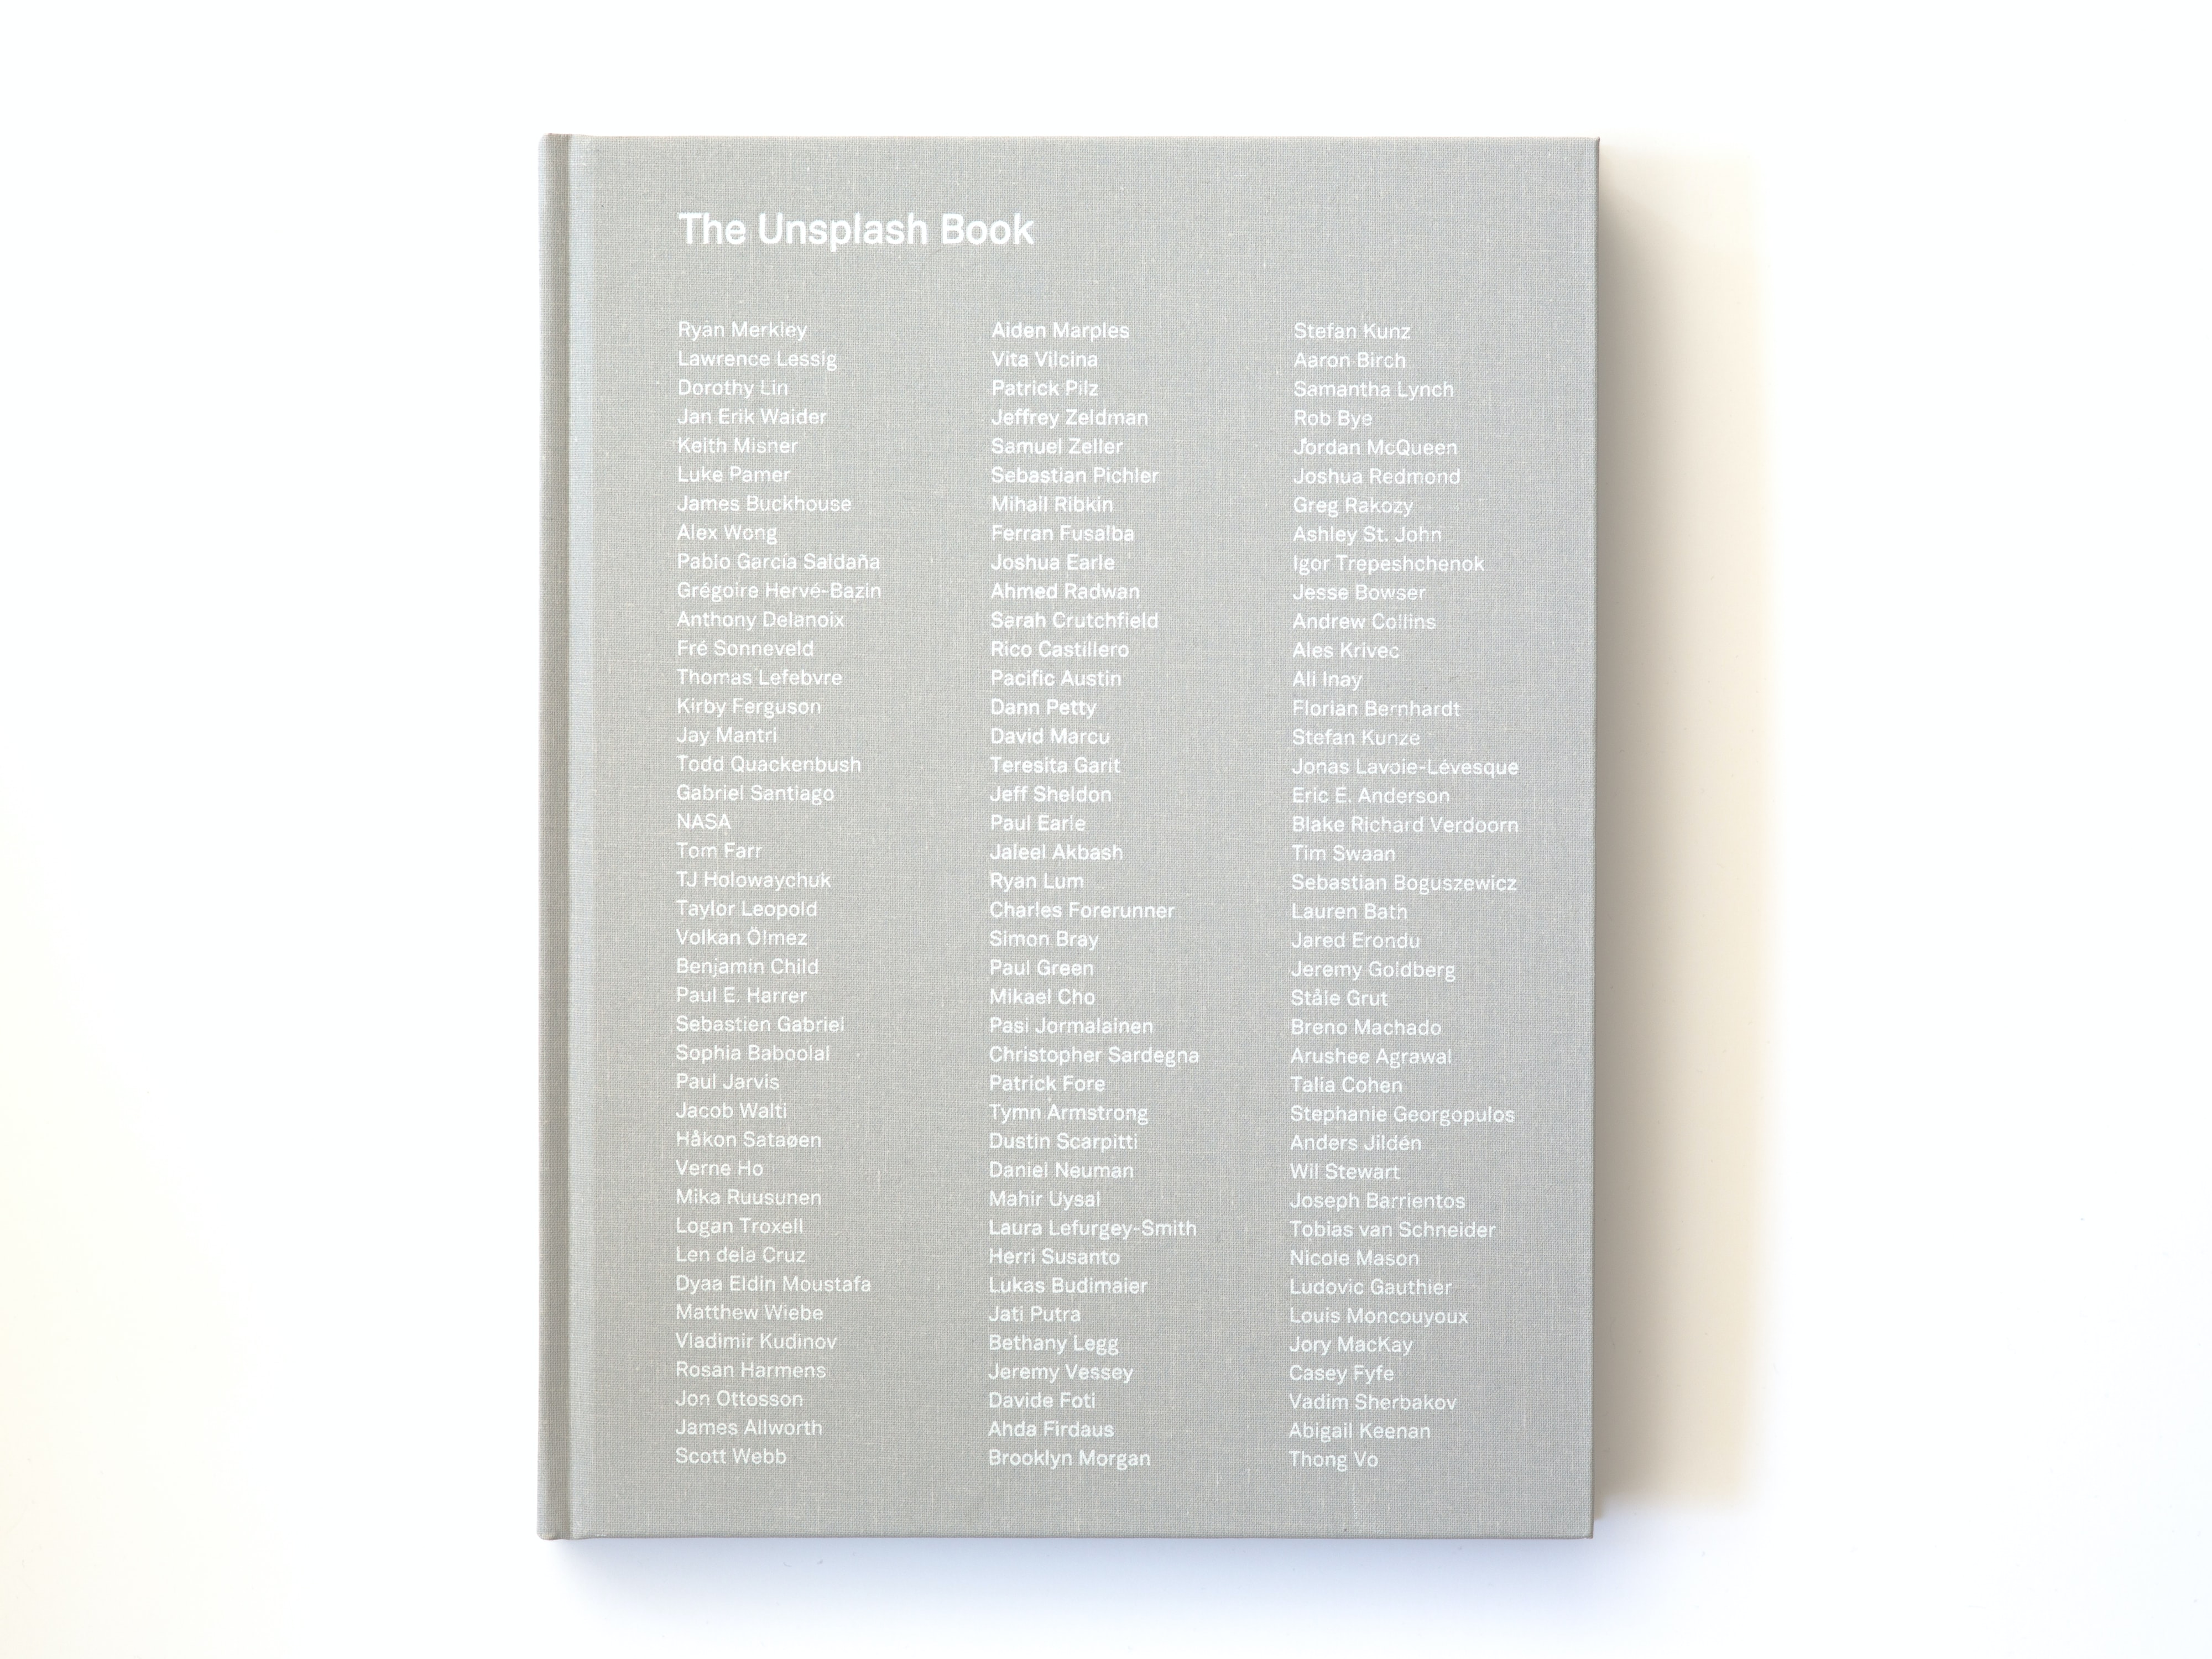 The Unsplash Book
Ryan Merkley
Lawrence Lessig
Dorothy Lin
Jan Erik Waider
Keith Misner
Luke Pamer
James Buckhouse
Alex Wong
Pablo García Saldaña
Grégoire Hervé-Bazin
Anthony Delanoix
Fré Sonneveld
Thomas Lefebvre
Kirby Ferguson
Jay Mantri
Todd Quackenbush
Gabriel Santiago
NASA
Tom Farr
TJ Holowaychuk
Taylor Leopold
Volkan Ölmez
Benjamin Child
Paul E. Harrer
Sebastien Gabriel
Sophia Baboolal
Paul Jarvis
Jacob Walti
Håkon Sataøen
Verne Ho
Mika Ruusunen
Logan Troxell
Len dela Cruz
Dyaa Eldin Moustafa
Matthew Wiebe
Vladimir Kudinov
Rosan Harmens
Jon Ottosson
James Allworth
Scott Webb
Aiden Marples
Vita Vilcina
Patrick Pilz
Jeffrey Zeldman
Samuel Zeller
Sebastian Pichler
Mihail Ribkin
Ferran Fusalba
Joshua Earle
Ahmed Radwan
Sarah Crutchfield
Rico Castillero
Pacific Austin
Dann Petty
David Marcu
Teresita Garit
Jeff Sheldon
Paul Earle
Jaleel Akbash
Ryan Lum
Charles Forerunner
Simon Bray
Paul Green
Mikael Cho
Pasi Jormalainen
Christopher Sardegna
Patrick Fore
Tymn Armstrong
Dustin Scarpitti
Daniel Neuman
Mahir Uysal
Laura Lefurgey-Smith
Herri Susanto
Lukas Budimaier
Jati Putra
Bethany Legg
Jeremy Vessey
Davide Foti
Ahda Firdaus
Brooklyn Morgan
Stefan Kunz
Aaron Birch
Samantha Lynch
Rob Bye
Jordan McQueen
Joshua Redmond
Greg Rakozy
Ashley St. John
Igor Trepeshchenok
Jesse Bowser
Andrew Collins
Ales Krivec
Ali Inay
Florian Bernhardt
Stefan Kunze
Jonas Lavoie-Lévesque
Eric E. Anderson
Blake Richard Verdoorn
Tim Swaan
Sebastian Boguszewicz
Lauren Bath
Jared Erondu
Jeremy Goldberg
Ståle Grut
Breno Machado
Arushee Agrawal
Talia Cohen
Stephanie Georgopulos
Anders Jildén
Wil Stewart
Joseph Barrientos
Tobias van Schneider
Nicole Mason
Ludovic Gauthier
Louis Moncouyoux
Jory MacKay
Casey Fyfe
Vadim Sherbakov
Abigail Keenan
Thong Vo